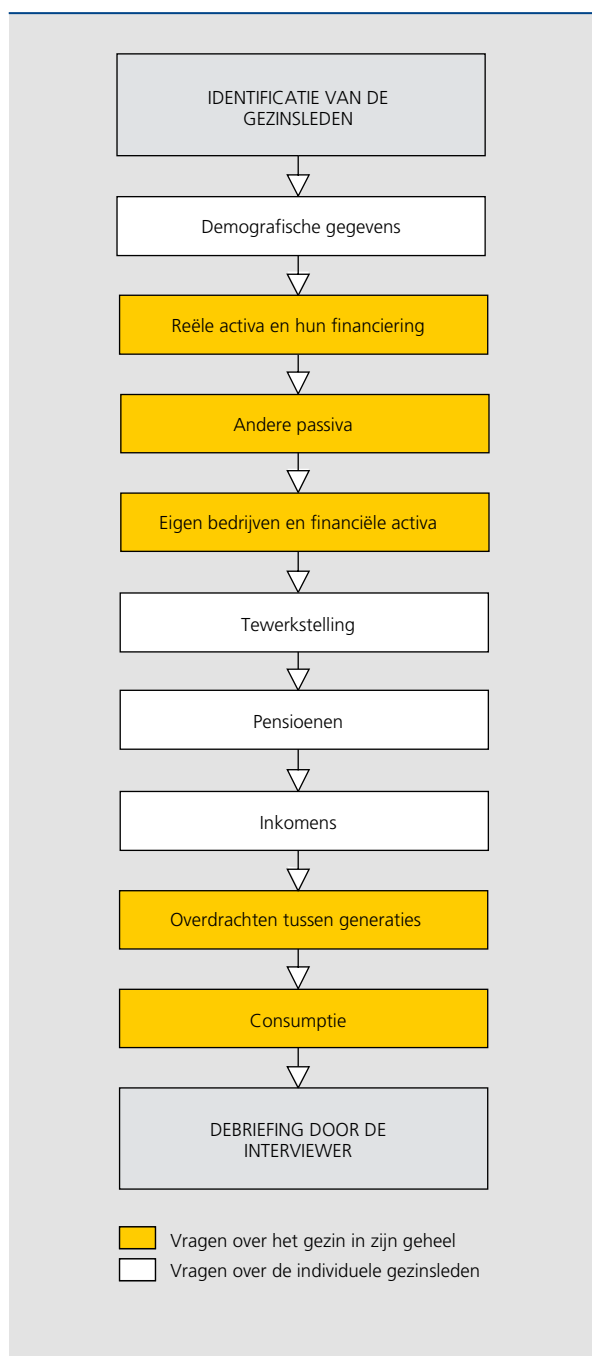 IDENTIFICATIE VAN DE
GEZINSLEDEN
Demografische gegevens
Reële activa en hun financiering
Andere passiva
Eigen bedrijven en financiële activa
Tewerkstelling
Pensioenen
Inkomens
Overdrachten tussen generaties
Consumptie
DEBRIEFING DOOR DE
INTERVIEWER
Vragen over het gezin in zijn geheel
Vragen over de individuele gezinsleden